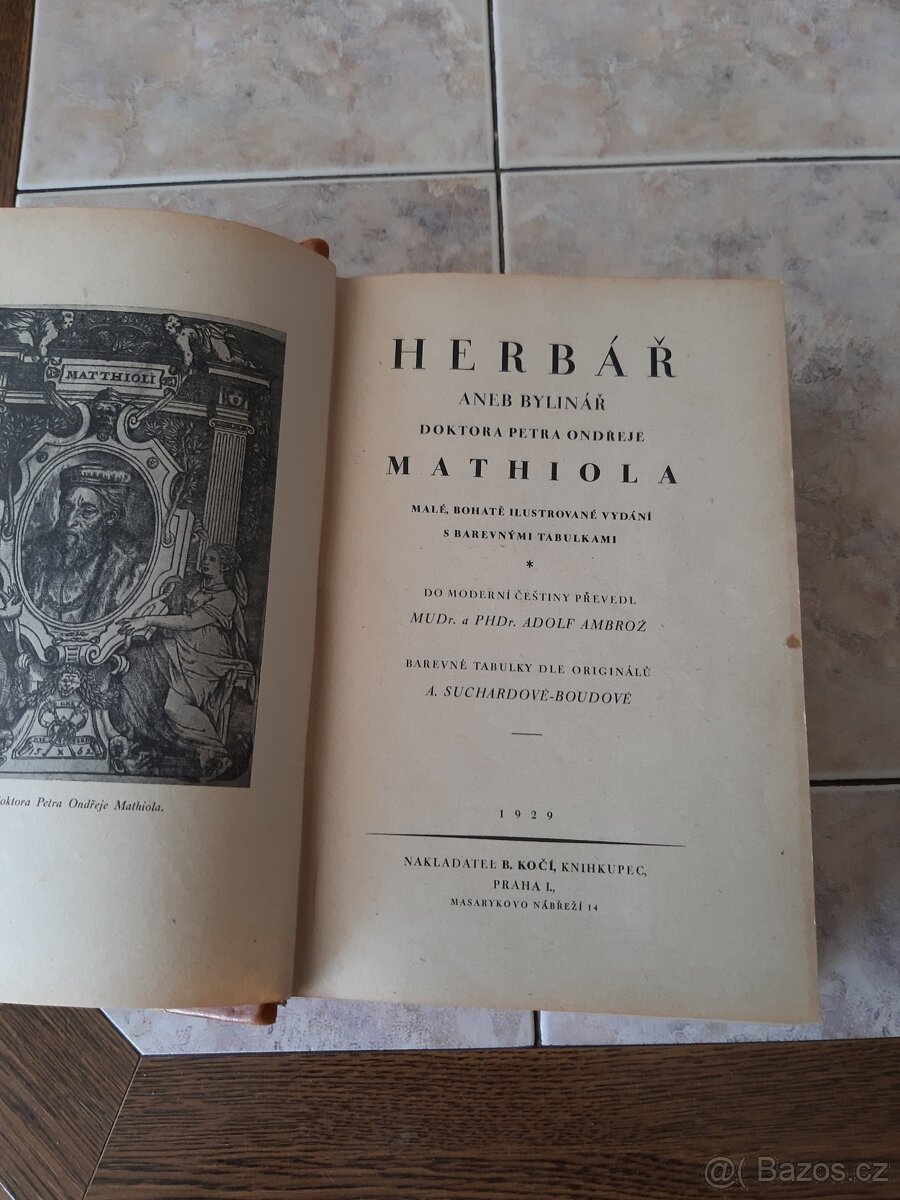 MATTHIOLI
doktora Petra Ondřeje Mathiola.
HERBÁŘ
ANEB BYLINÁŘ
DOKTORA PETRA ONDŘEJE
MATHIOLA
MALÉ, BOHATĚ ILUSTROVANÉ VYDÁNÍ
S BAREVNÝMI TABULKAMI
*
DO MODERNÍ ČEŠTINY PŘEVEDL
MUDr. a PHDr. ADOLF AMBROŽ
BAREVNÉ TABULKY DLE ORIGINÁLŮ
A. SUCHARDOVÉ-BOUDOVÉ
1929
NAKLADATEL B. KOČÍ, KNIHKUPEC,
PRAHA I.,
MASARYKOVO NÁBŘEŽÍ 14
@( Bazos.cz